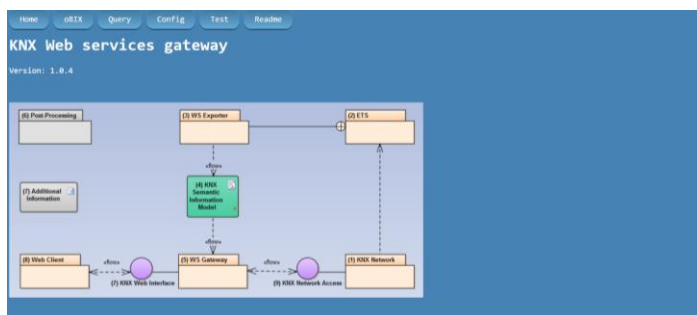 Home
oBIX
Query
Config
Test
Readme
KNX Web services gateway
Version: 1.0.4
(6) Post-Processing
(3) WS Exporter
(2) ETS
«flow»
(7) Additional
Information
(4) KNX
Semantic
Information
Model
«flow»
(8) Web Client
«flow»
(5) WS Gateway
«flow»
(1) KNX Network
(7) KNX Web Interface
(9) KNX Network Access